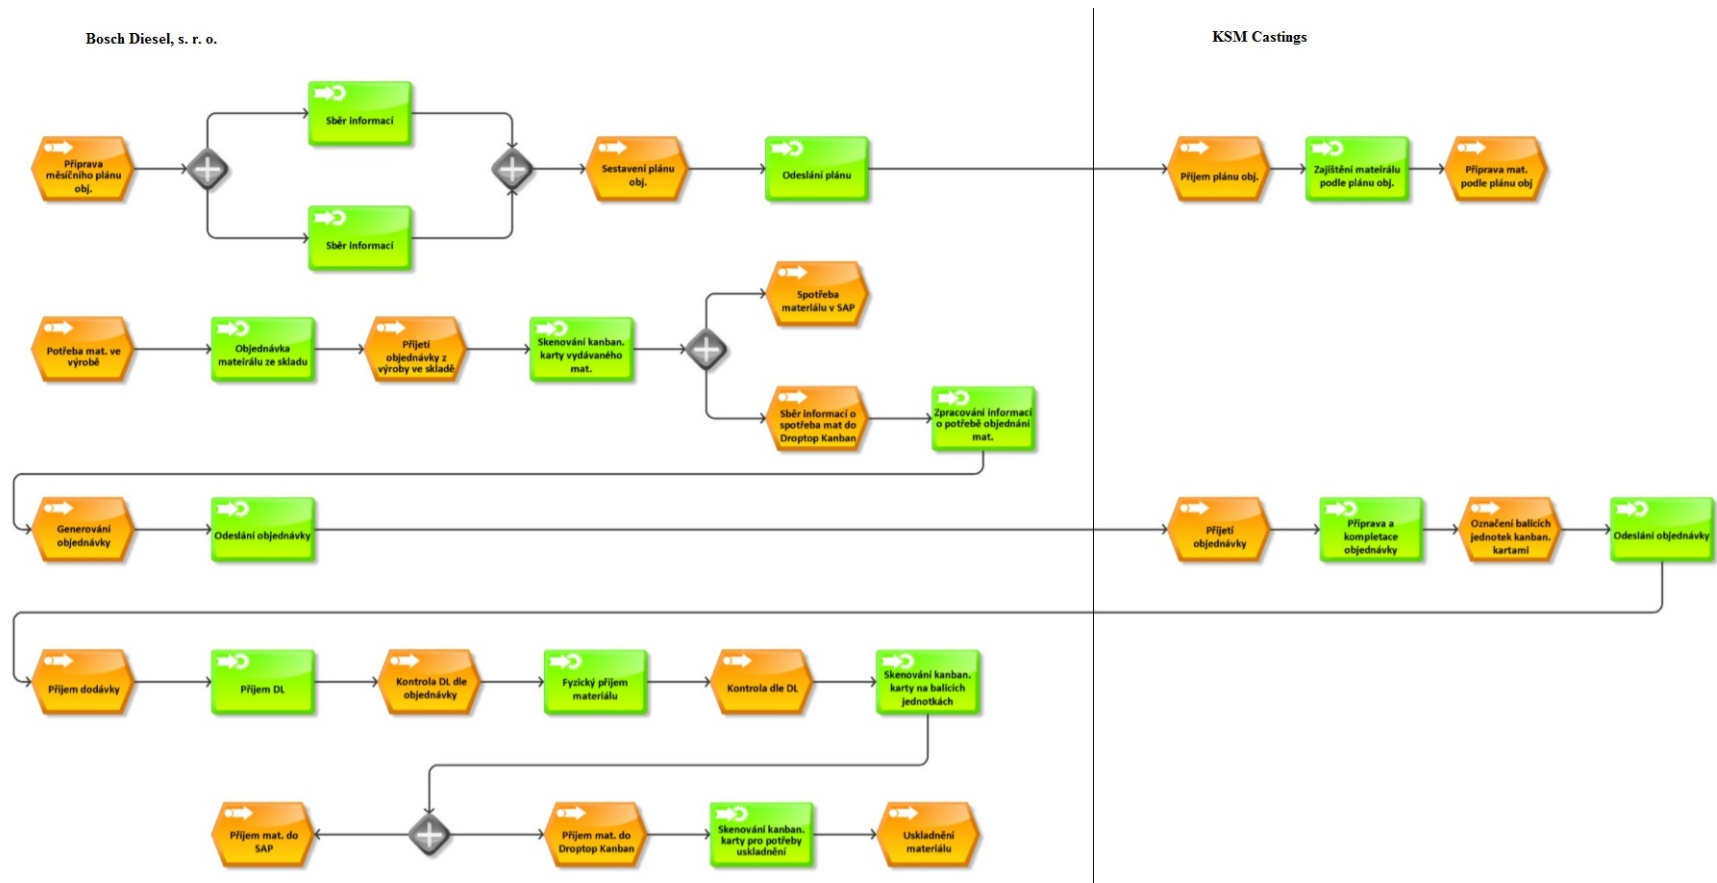 Bosch Diesel, s. r. o.
KSM Castings
Sběr informací
Příprava
měsíčního plánu
obj.
Sestavení plánu
obj.
Odeslání plánu
Příjem plánu obj.
Zajištění mateirálu
podle plánu obj.
Příprava mat.
podle plánu obj
Sběr informací
Spotřeba
materiálu v SAP
Potřeba mat. ve
výrobě
Objednávka
mateirálu ze skladu
Přijetí
objednávky z
výroby ve skladě
Skenování kanban.
karty vydávaného
mat.
Sběr informací o
spotřeba mat do
Droptop Kanban
Zpracování informací
o potřebě objednání
mat.
Generování
objednávky
Odeslání objednávky
Přijetí
objednávky
Příprava a
kompletace
objednávky
Označení balicích
jednotek kanban.
kartami
Odeslání objednávky
Příjem dodávky
Příjem DL
Kontrola DL dle
objednávky
Fyzický příjem
materiálu
Kontrola dle DL
Skenování kanban.
karty na balicích
jednotkách
Příjem mat. do
SAP
Příjem mat. do
Droptop Kanban
Skenování kanban.
karty pro potřeby
uskladnění
Uskladnění
materiálu